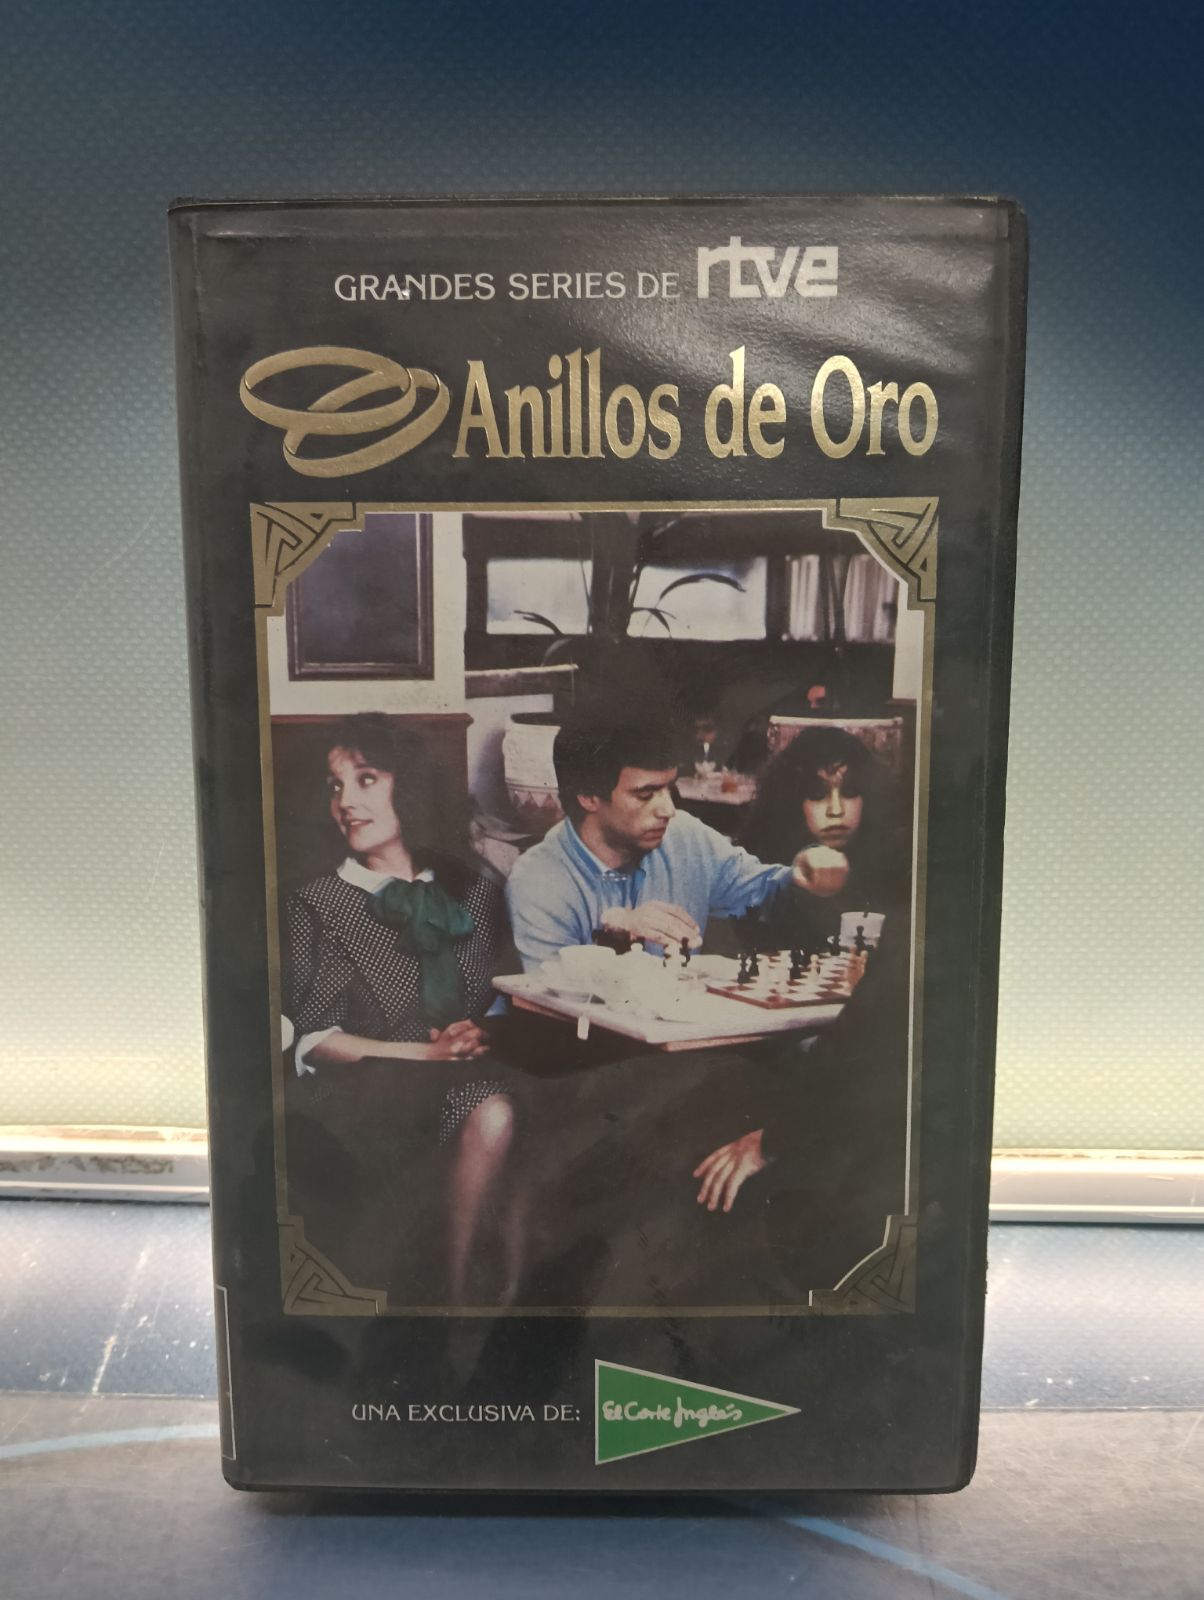 GRANDES SERIES DE rtve
Anillos de Oro
UNA EXCLUSIVA DE: El Corte Inglés